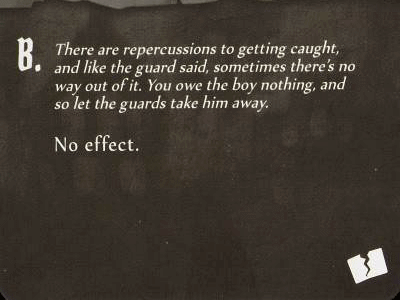 B. There are repercussions to getting caught,
and like the guard said, sometimes there's no
way out of it. You owe the boy nothing, and
so let the guards take him away.
No effect.